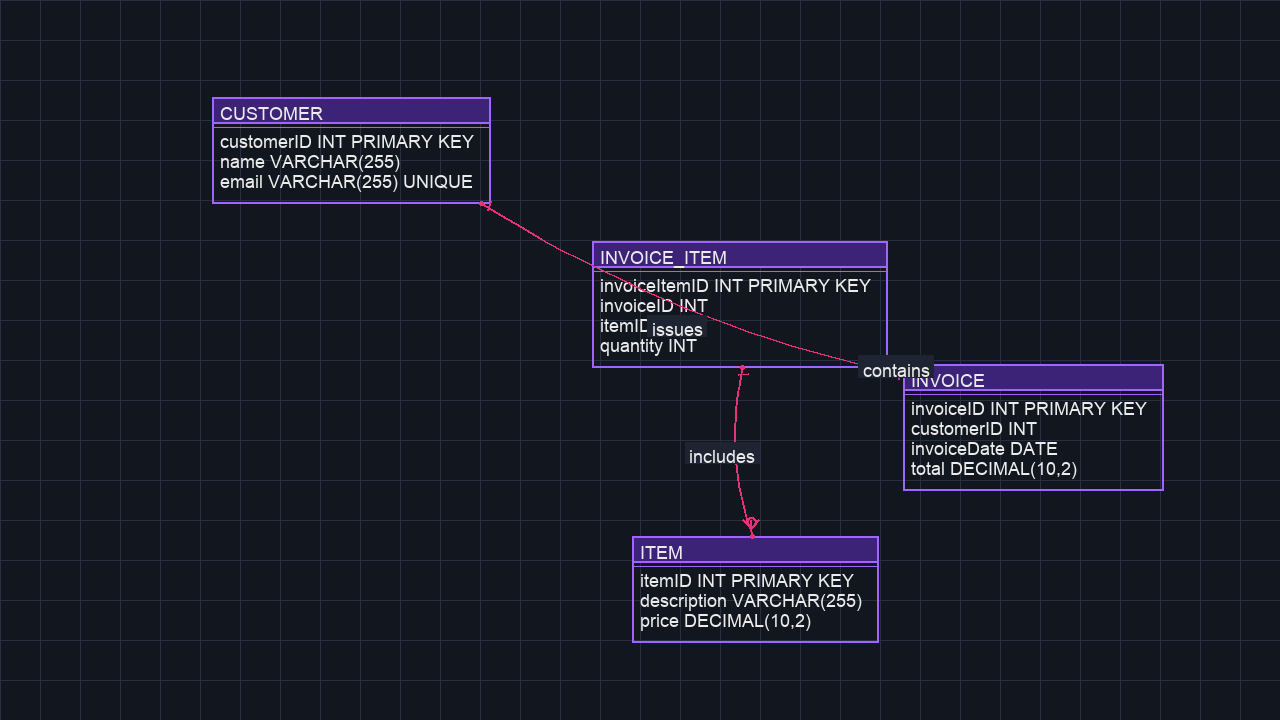 CUSTOMER
customerID INT PRIMARY KEY
name VARCHAR(255)
email VARCHAR(255) UNIQUE
INVOICE_ITEM
invoiceItemID INT PRIMARY KEY
invoiceID INT
itemID
issues
quantity INT
contains
INVOICE
invoiceID INT PRIMARY KEY
customerID INT
invoiceDate DATE
total DECIMAL(10,2)
includes
ITEM
itemID INT PRIMARY KEY
description VARCHAR(255)
price DECIMAL(10,2)